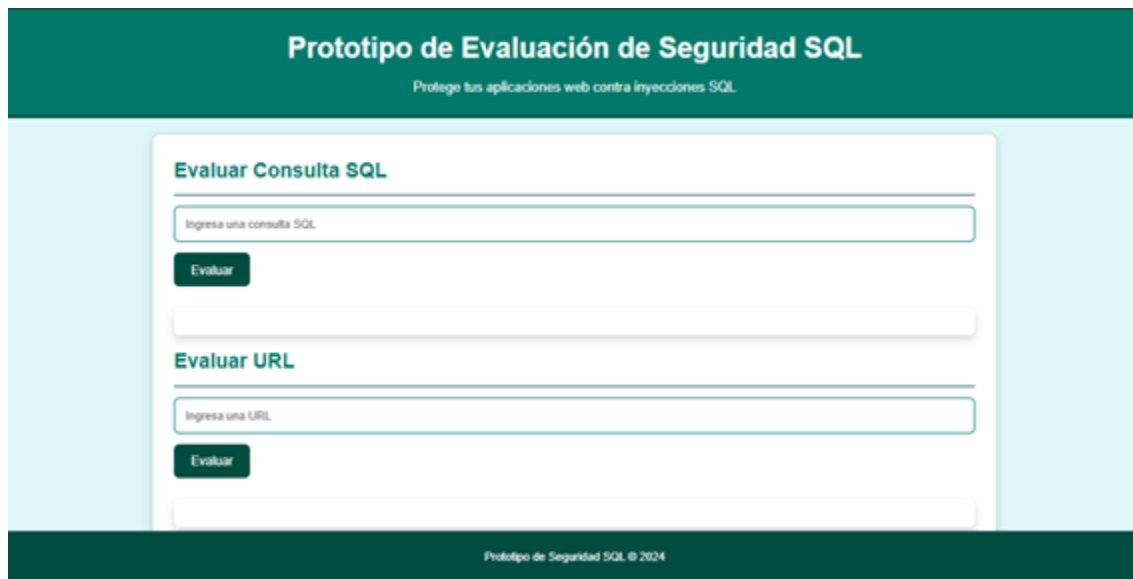 Prototipo de Evaluación de Seguridad SQL
Protege tus aplicaciones web contra inyecciones SQL.
Evaluar Consulta SQL
Ingresa una consulta SQL
Evaluar
Evaluar URL
Ingresa una URL
Evaluar
Prototipo de Seguridad SQL © 2024